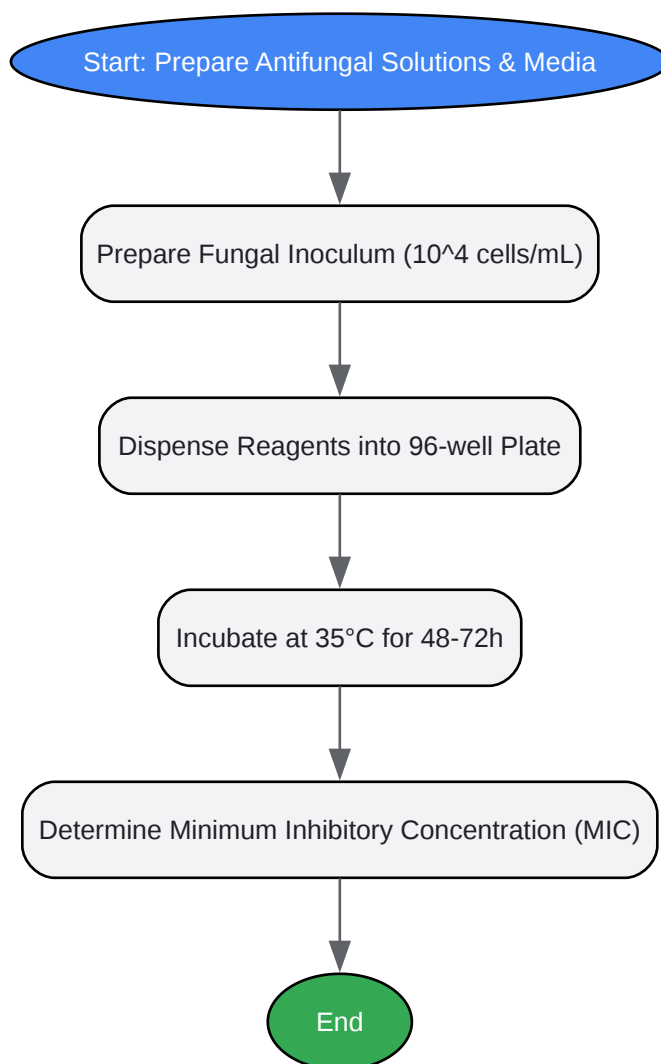 Start: Prepare Antifungal Solutions & Media
Prepare Fungal Inoculum (10^4 cells/mL)
Dispense Reagents into 96-well Plate
Incubate at 35°C for 48-72h
Determine Minimum Inhibitory Concentration (MIC)
End